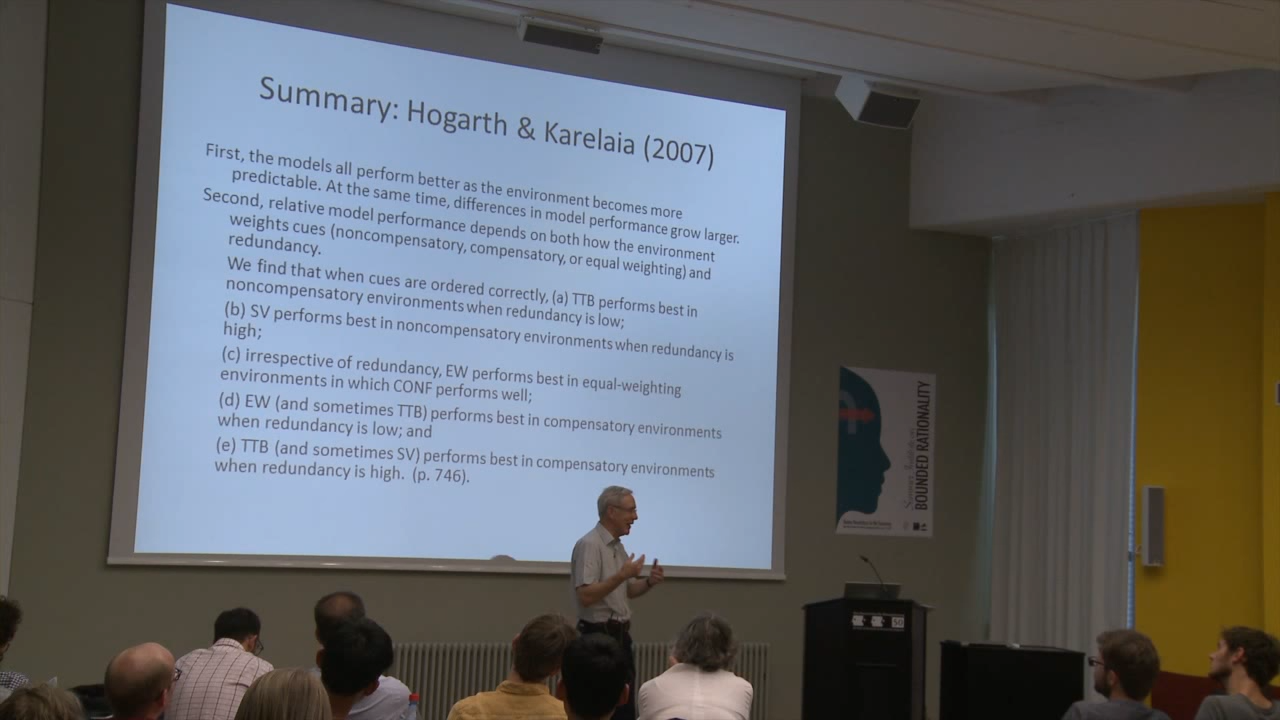 Summary: Hogarth & Karelaia (2007)
First, the models all perform better as the environment becomes more
predictable. At the same time, differences in model performance grow larger.
Second, relative model performance depends on both how the environment
weights cues (noncompensatory, compensatory, or equal weighting) and
redundancy.
We find that when cues are ordered correctly, (a) TTB performs best in
noncompensatory environments when redundancy is low;
(b) SV performs best in noncompensatory environments when redundancy is
high;
(c) irrespective of redundancy, EW performs best in equal-weighting
environments in which CONF performs well;
(d) EW (and sometimes TTB) performs best in compensatory environments
when redundancy is low; and
(e) TTB (and sometimes SV) performs best in compensatory environments
when redundancy is high. (p. 746).
BOUNDED RATIONALITY